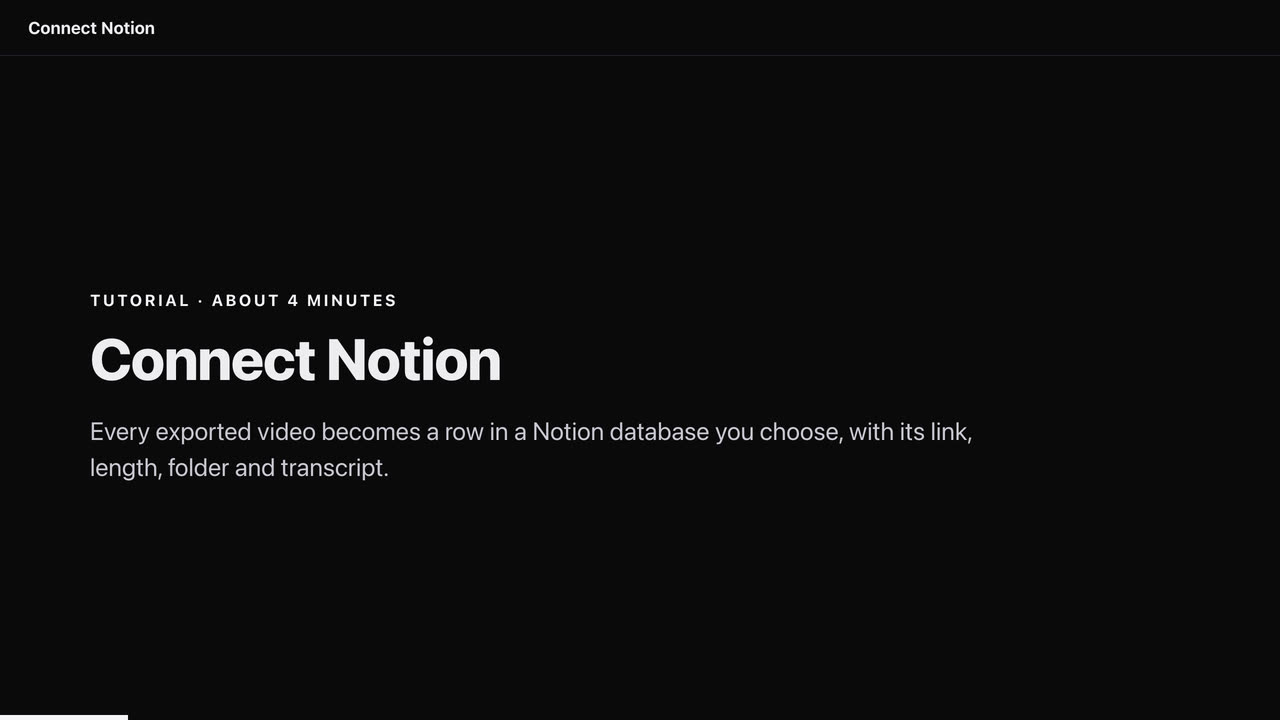 Connect Notion
TUTORIAL · ABOUT 4 MINUTES
Connect Notion
Every exported video becomes a row in a Notion database you choose, with its link,
length, folder and transcript.